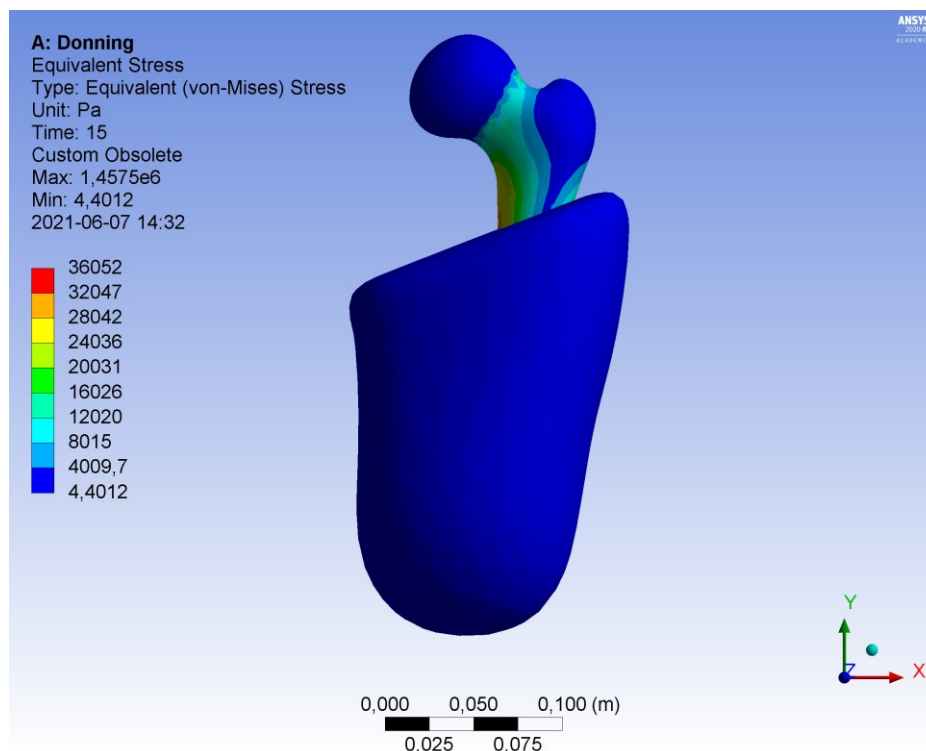 A: Donning
Equivalent Stress
Type: Equivalent (von-Mises) Stress
Unit: Pa
Time: 15
Custom Obsolete
Max: 1,4575e6
Min: 4,4012
2021-06-07 14:32
36052
32047
28042
24036
20031
16026
12020
8015
4009,7
4,4012
ANSYS
2020
ACADEMIC
Y
Z
X
0,000 0,050 0,100 (m)
0,025 0,075